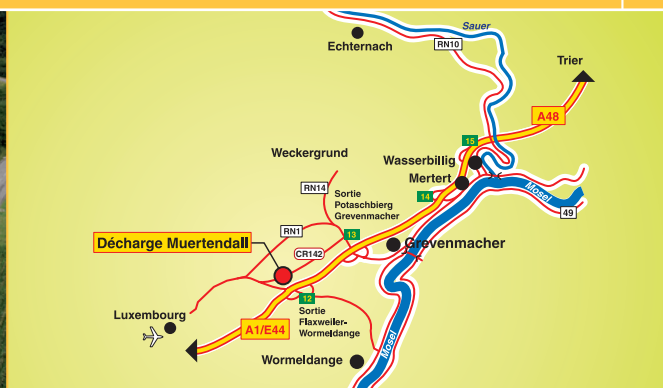 Sauer
Echternach
RN10
Trier
A48
15
Weckergrund
Wasserbillig
Mertert
RN14
14
Sortie
Potaschbierg
Grevenmacher
Mosel
49
RN1
13
Décharge Muertendall
CR142
Grevenmacher
12
Luxembourg
Sortie
Flaxweiler-
Wormeldange
A1/E44
Mosel
Wormeldange